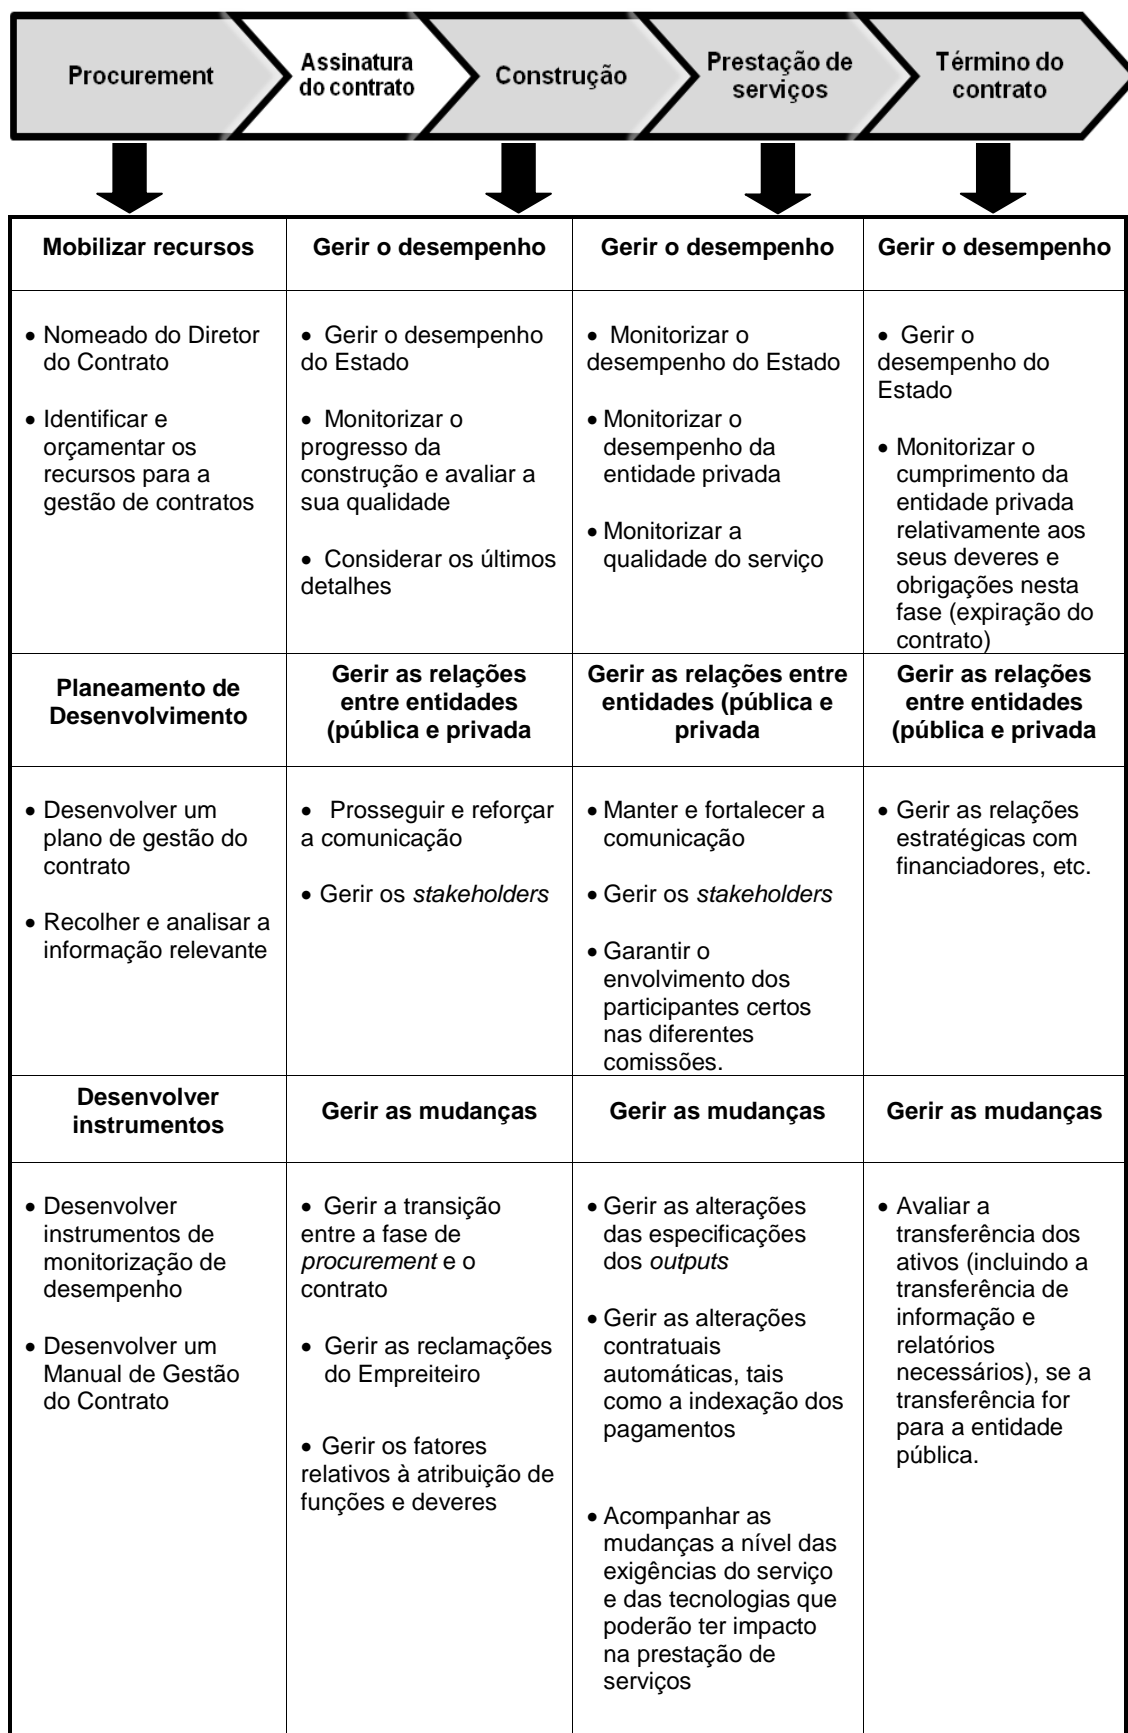 Procurement
Assinatura
do contrato
Construção
Prestação de
serviços
Término do
contrato
Mobilizar recursos
Gerir o desempenho
Gerir o desempenho
Gerir o desempenho
• Nomeado do Diretor
do Contrato
• Identificar e
orçamentar os
recursos para a
gestão de contratos
• Gerir o desempenho
do Estado
• Monitorizar o
progresso da
construção e avaliar a
sua qualidade
• Considerar os últimos
detalhes
• Monitorizar o
desempenho do Estado
• Monitorizar o
desempenho da
entidade privada
• Monitorizar a
qualidade do serviço
• Gerir o
desempenho do
Estado
• Monitorizar o
cumprimento da
entidade privada
relativamente aos
seus deveres e
obrigações nesta
fase (expiração do
contrato)
Planeamento de
Desenvolvimento
Gerir as relações
entre entidades
(pública e privada
Gerir as relações entre
entidades (pública e
privada
Gerir as relações
entre entidades
(pública e privada
• Desenvolver um
plano de gestão do
contrato
• Recolher e analisar a
informação relevante
• Prosseguir e reforçar
a comunicação
• Gerir os stakeholders
• Manter e fortalecer a
comunicação
• Gerir os stakeholders
• Garantir o
envolvimento dos
participantes certos
nas diferentes
comissões.
• Gerir as relações
estratégicas com
financiadores, etc.
Desenvolver
instrumentos
Gerir as mudanças
Gerir as mudanças
Gerir as mudanças
• Desenvolver
instrumentos de
monitorização de
desempenho
• Desenvolver um
Manual de Gestão
do Contrato
• Gerir a transição
entre a fase de
procurement e o
contrato
• Gerir as reclamações
do Empreiteiro
• Gerir os fatores
relativos à atribuição de
funções e deveres
• Gerir as alterações
das especificações
dos outputs
• Gerir as alterações
contratuais
automáticas, tais
como a indexação dos
pagamentos
• Acompanhar as
mudanças a nível das
exigências do serviço
e das tecnologias que
poderão ter impacto
na prestação de
serviços
• Avaliar a
transferência dos
ativos (incluindo a
transferência de
informação e
relatórios
necessários), se a
transferência for
para a entidade
pública.